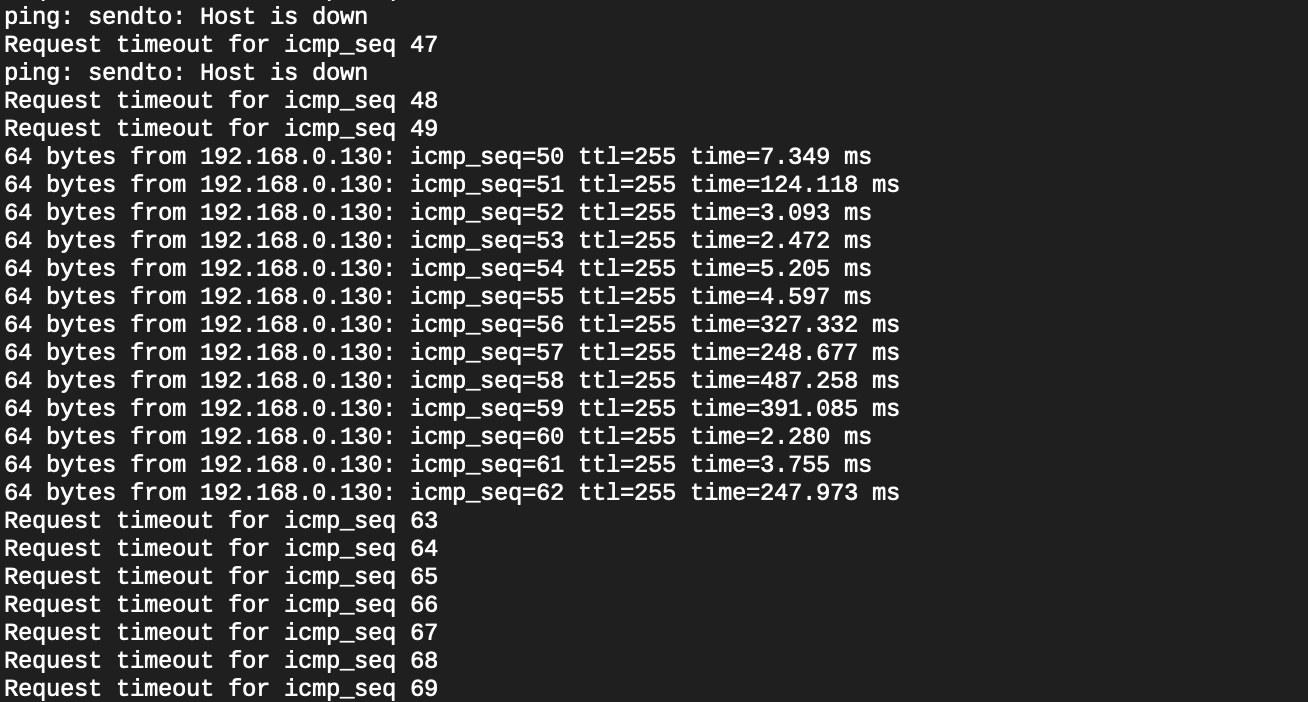 ping: sendto: Host is down
Request timeout for icmp_seq 47
ping: sendto: Host is down
Request timeout for icmp_seq 48
Request timeout for icmp_seq 49
64 bytes from 192.168.0.130: icmp_seq=50 ttl=255 time=7.349 ms
64 bytes from 192.168.0.130: icmp_seq=51 ttl=255 time=124.118 ms
64 bytes from 192.168.0.130: icmp_seq=52 ttl=255 time=3.093 ms
64 bytes from 192.168.0.130: icmp_seq=53 ttl=255 time=2.472 ms
64 bytes from 192.168.0.130: icmp_seq=54 ttl=255 time=5.205 ms
64 bytes from 192.168.0.130: icmp_seq=55 ttl=255 time=4.597 ms
64 bytes from 192.168.0.130: icmp_seq=56 ttl=255 time=327.332 ms
64 bytes from 192.168.0.130: icmp_seq=57 ttl=255 time=248.677 ms
64 bytes from 192.168.0.130: icmp_seq=58 ttl=255 time=487.258 ms
64 bytes from 192.168.0.130: icmp_seq=59 ttl=255 time=391.085 ms
64 bytes from 192.168.0.130: icmp_seq=60 ttl=255 time=2.280 ms
64 bytes from 192.168.0.130: icmp_seq=61 ttl=255 time=3.755 ms
64 bytes from 192.168.0.130: icmp_seq=62 ttl=255 time=247.973 ms
Request timeout for icmp_seq 63
Request timeout for icmp_seq 64
Request timeout for icmp_seq 65
Request timeout for icmp_seq 66
Request timeout for icmp_seq 67
Request timeout for icmp_seq 68
Request timeout for icmp_seq 69